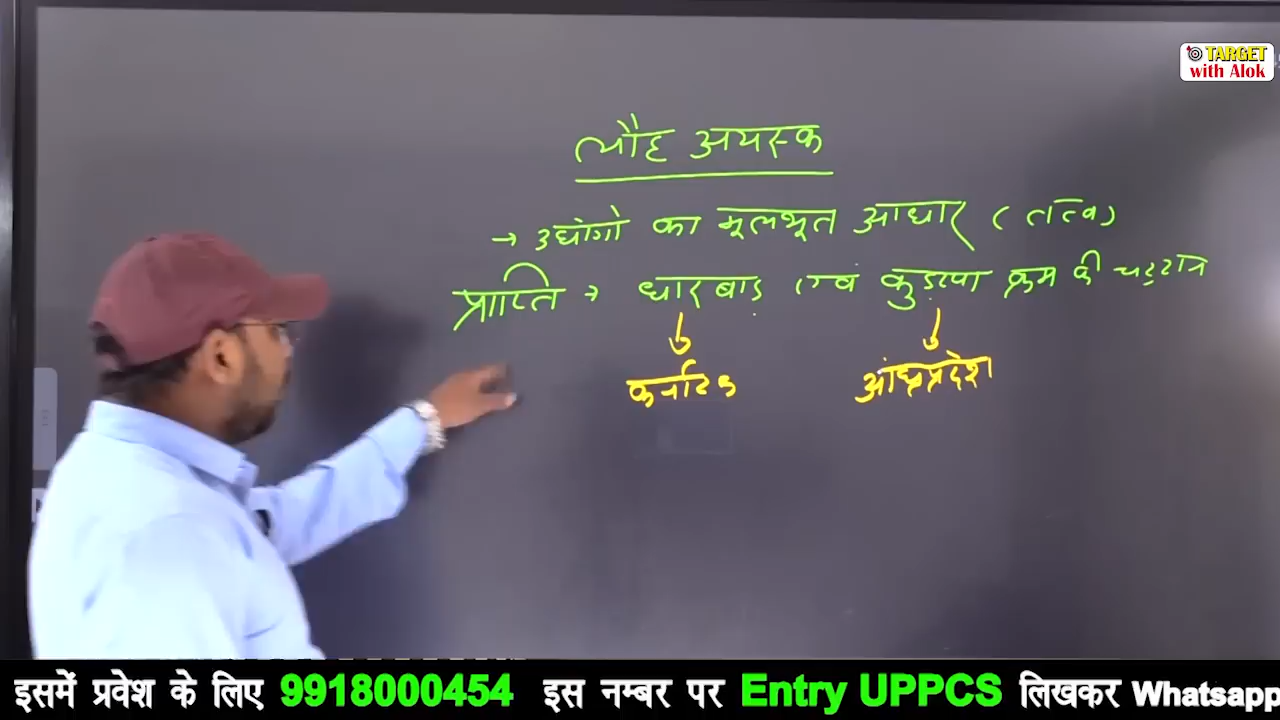 TARGET
with Alok
लौह अयस्क
→ उद्योगो का मूलभूत आधार (तत्व)
प्राप्ति → धारवाड़ एवं कुड़प्पा क्रम की चट्टान
कर्नाटक आंध्रप्रदेश
इसमें प्रवेश के लिए 9918000454 इस नम्बर पर Entry UPPCS लिखकर Whatsapp